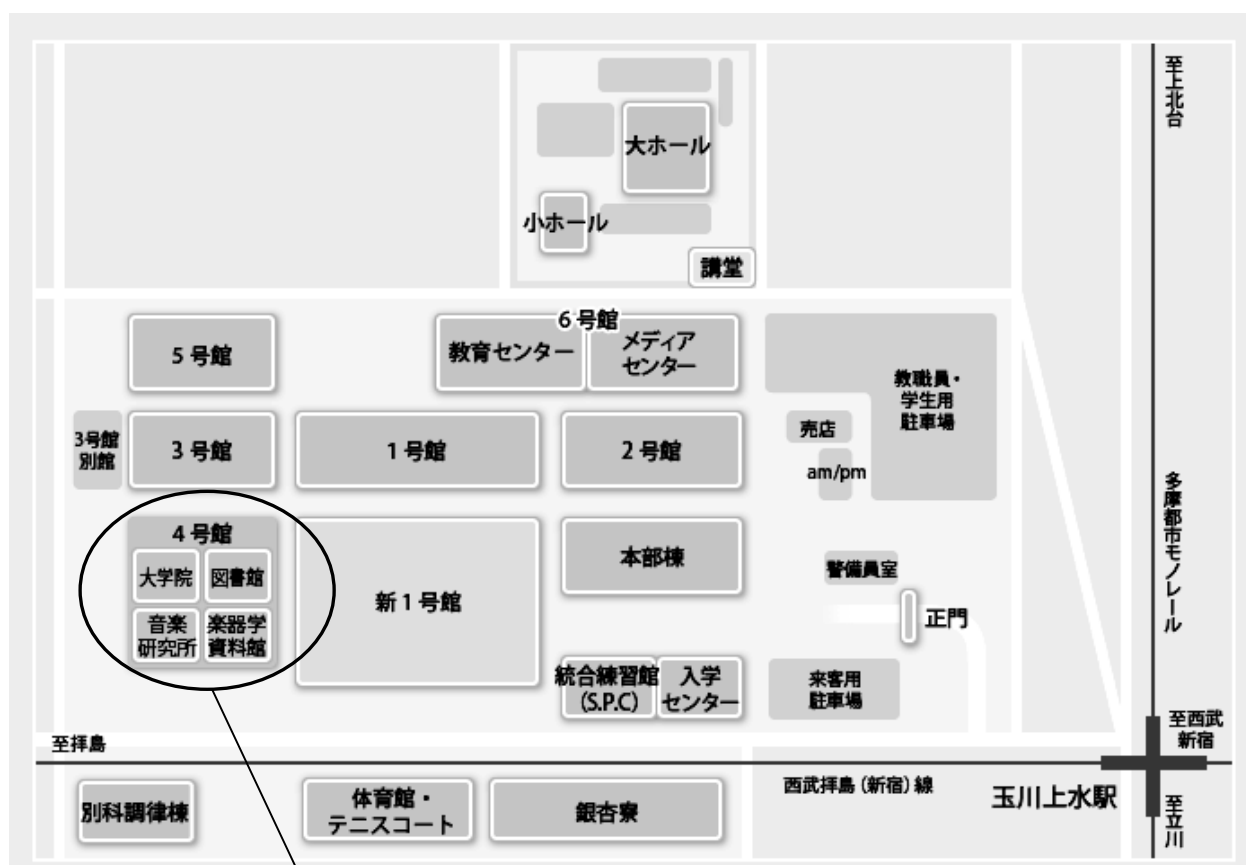 至上北台
大ホール
小ホール
講堂
6号館
5号館
教育センター
メディア
センター
教職員・
学生用
駐車場
3号館
別館
3号館
1号館
2号館
売店
am/pm
多摩都市モノレール
4号館
大学院
図書館
音楽
研究所
楽器学
資料館
新1号館
本部棟
警備員室
正門
統合練習館
(S.P.C)
入学
センター
来客用
駐車場
至拝島
至西武
新宿
西武拝島(新宿)線
玉川上水駅
至立川
別科調律棟
体育館・
テニスコート
銀杏寮